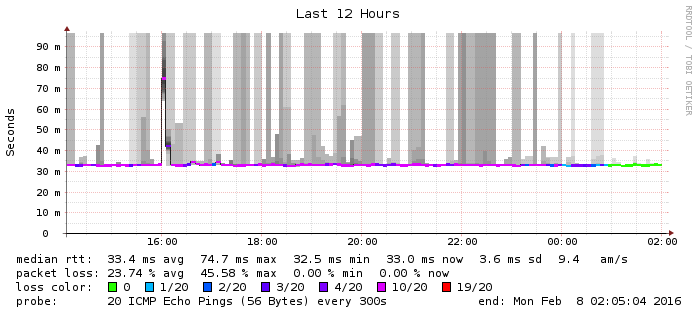 Last 12 Hours
RRDTOOL / TOBI OETIKER
Seconds
90 m
80 m
70 m
60 m
50 m
40 m
30 m
20 m
10 m
0
16:00 18:00 20:00 22:00 00:00 02:00
median rtt: 33.4 ms avg 74.7 ms max 32.5 ms min 33.0 ms now 3.6 ms sd 9.4 am/s
packet loss: 23.74 % avg 45.58 % max 0.00 % min 0.00 % now
loss color: 0 1/20 2/20 3/20 4/20 10/20 19/20
probe: 20 ICMP Echo Pings (56 Bytes) every 300s end: Mon Feb 8 02:05:04 2016